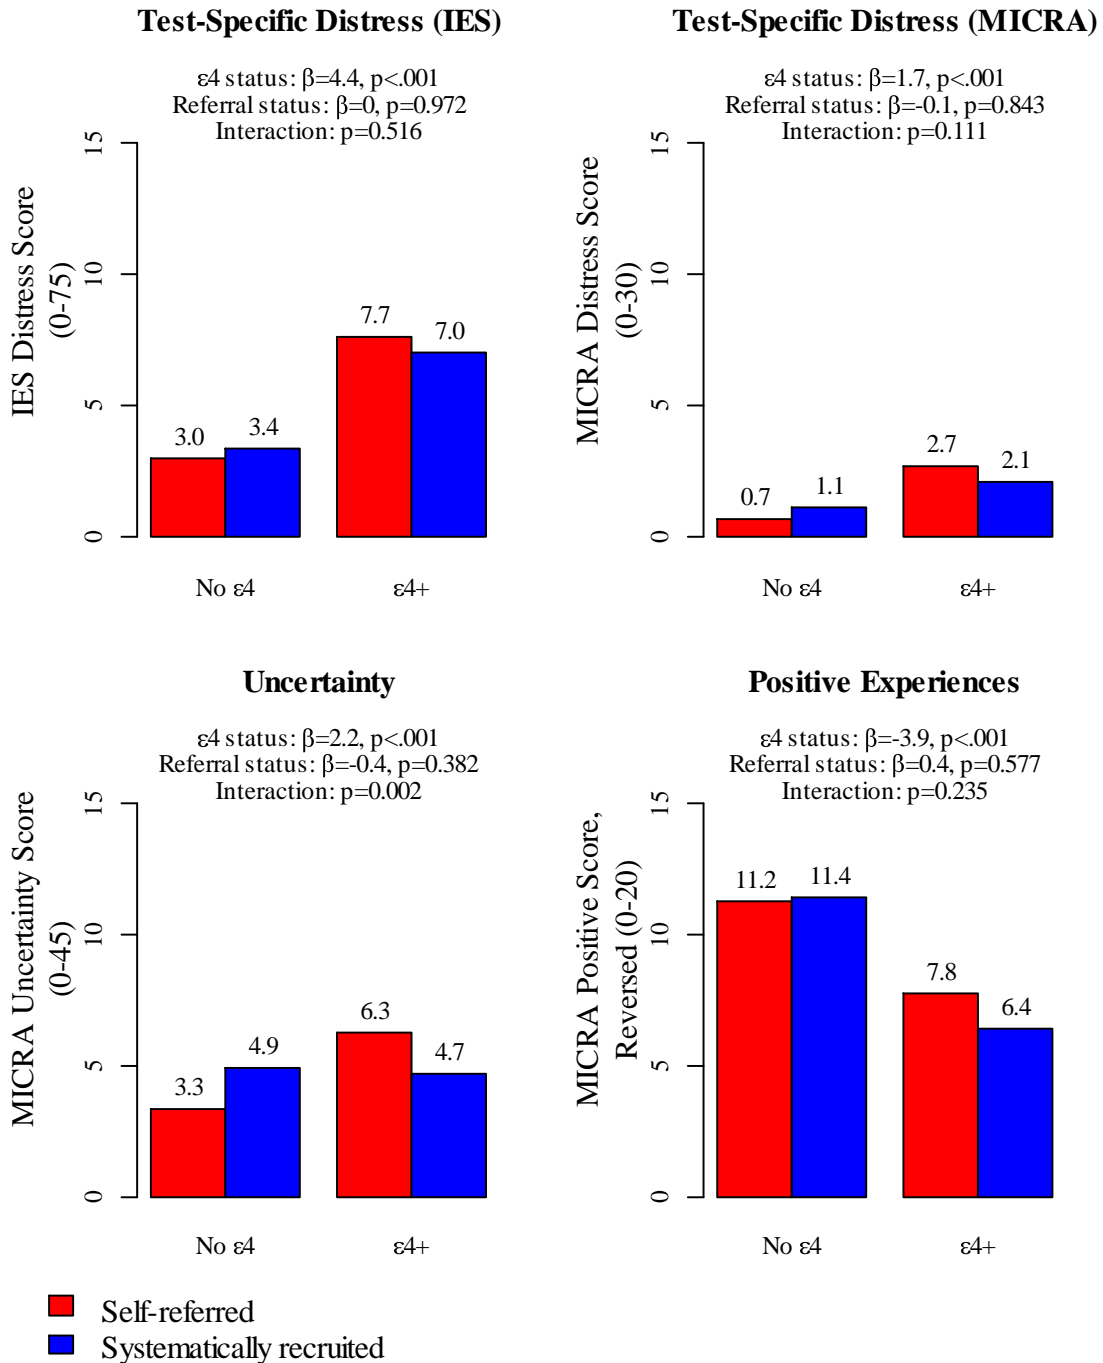 Test-Specific Distress (IES)
ε4 status: β=4.4, p<.001
Referral status: β=0, p=0.972
Interaction: p=0.516
IES Distress Score
(0-75)
15
10
5
0
3.0
3.4
7.7
7.0
No ε4
ε4+
Test-Specific Distress (MICRA)
ε4 status: β=1.7, p<.001
Referral status: β=-0.1, p=0.843
Interaction: p=0.111
MICRA Distress Score
(0-30)
15
10
5
0
0.7
1.1
2.7
2.1
No ε4
ε4+
Uncertainty
ε4 status: β=2.2, p<.001
Referral status: β=-0.4, p=0.382
Interaction: p=0.002
MICRA Uncertainty Score
(0-45)
15
10
5
0
3.3
4.9
6.3
4.7
No ε4
ε4+
Positive Experiences
ε4 status: β=-3.9, p<.001
Referral status: β=0.4, p=0.577
Interaction: p=0.235
MICRA Positive Score,
Reversed (0-20)
15
10
5
0
11.2
11.4
7.8
6.4
No ε4
ε4+
Self-referred
Systematically recruited